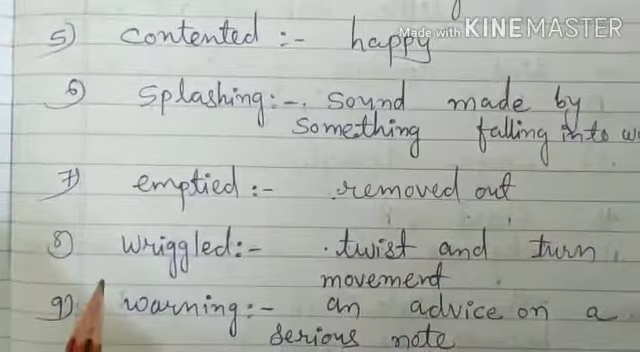 Made with KINEMASTER
5) contented :- happy
6) splashing :- sound made by
something falling into
7) emptied :- removed out
8) wriggled :- twist and turn
movement
9) warning :- an advice on a
serious note